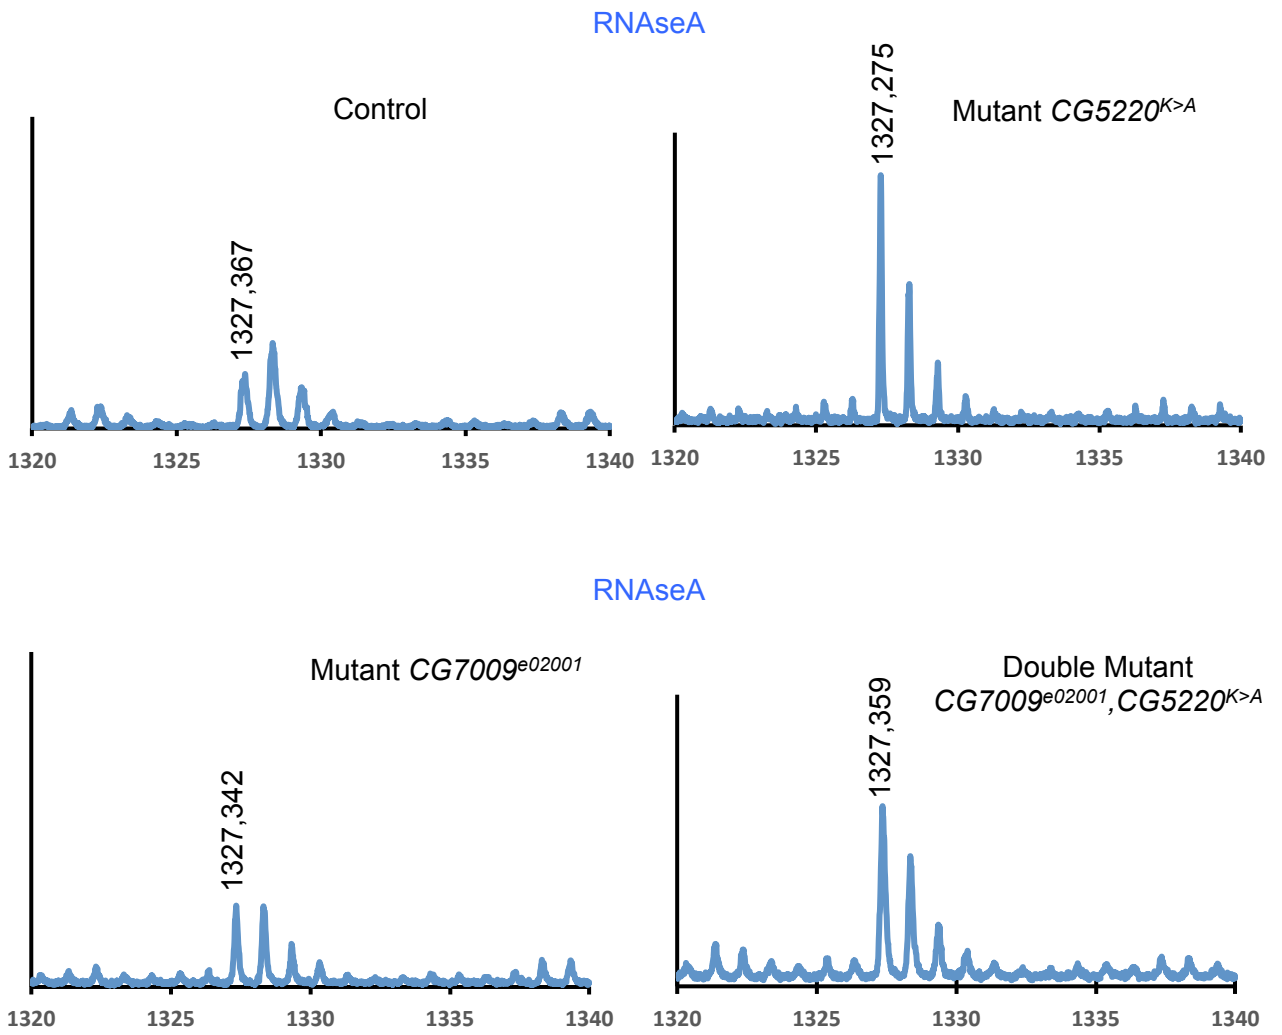 RNAseA
Control
1327,367
1320 1325 1330 1335 1340
Mutant CG5220K>A
1327,275
1320 1325 1330 1335 1340
RNAseA
Mutant CG7009e02001
1327,342
1320 1325 1330 1335 1340
Double Mutant
CG7009e02001,CG5220K>A
1327,359
1320 1325 1330 1335 1340